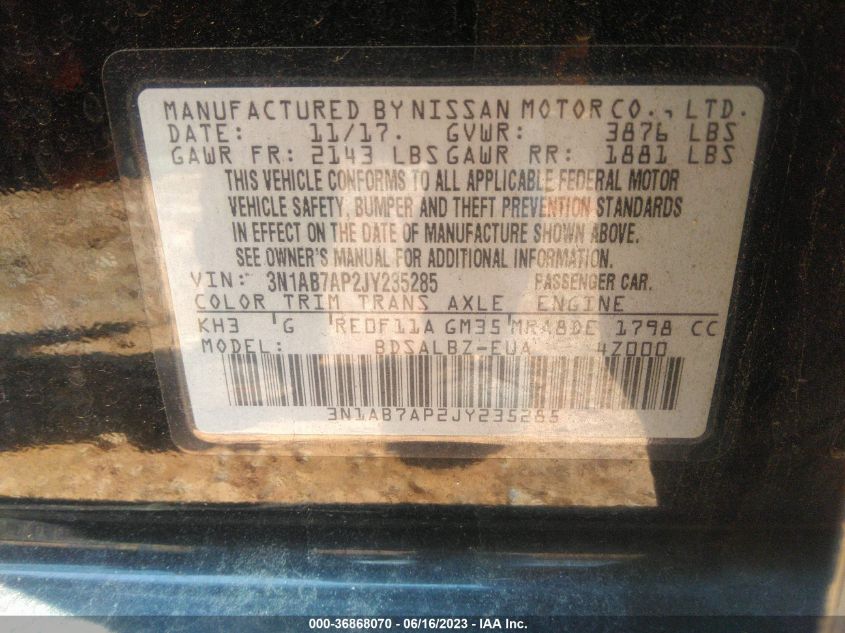 MANUFACTURED BY NISSAN MOTOR CO., LTD.
DATE: 11/17. GVWR: 3876 LBS
GAWR FR: 2143 LBS GAWR RR: 1881 LBS
THIS VEHICLE CONFORMS TO ALL APPLICABLE FEDERAL MOTOR
VEHICLE SAFETY, BUMPER AND THEFT PREVENTION STANDARDS
IN EFFECT ON THE DATE OF MANUFACTURE SHOWN ABOVE.
SEE OWNER'S MANUAL FOR ADDITIONAL INFORMATION.
VIN: 3N1AB7AP2JY235285 PASSENGER CAR.
COLOR TRIM TRANS AXLE ENGINE
KH3 G RE0F11A GM35 MRA8DE 1798 CC
MODEL: BDSALBZ-EUA 4Z000
3N1AB7AP2JY235285
000-36868070 - 06/16/2023 - IAA Inc.